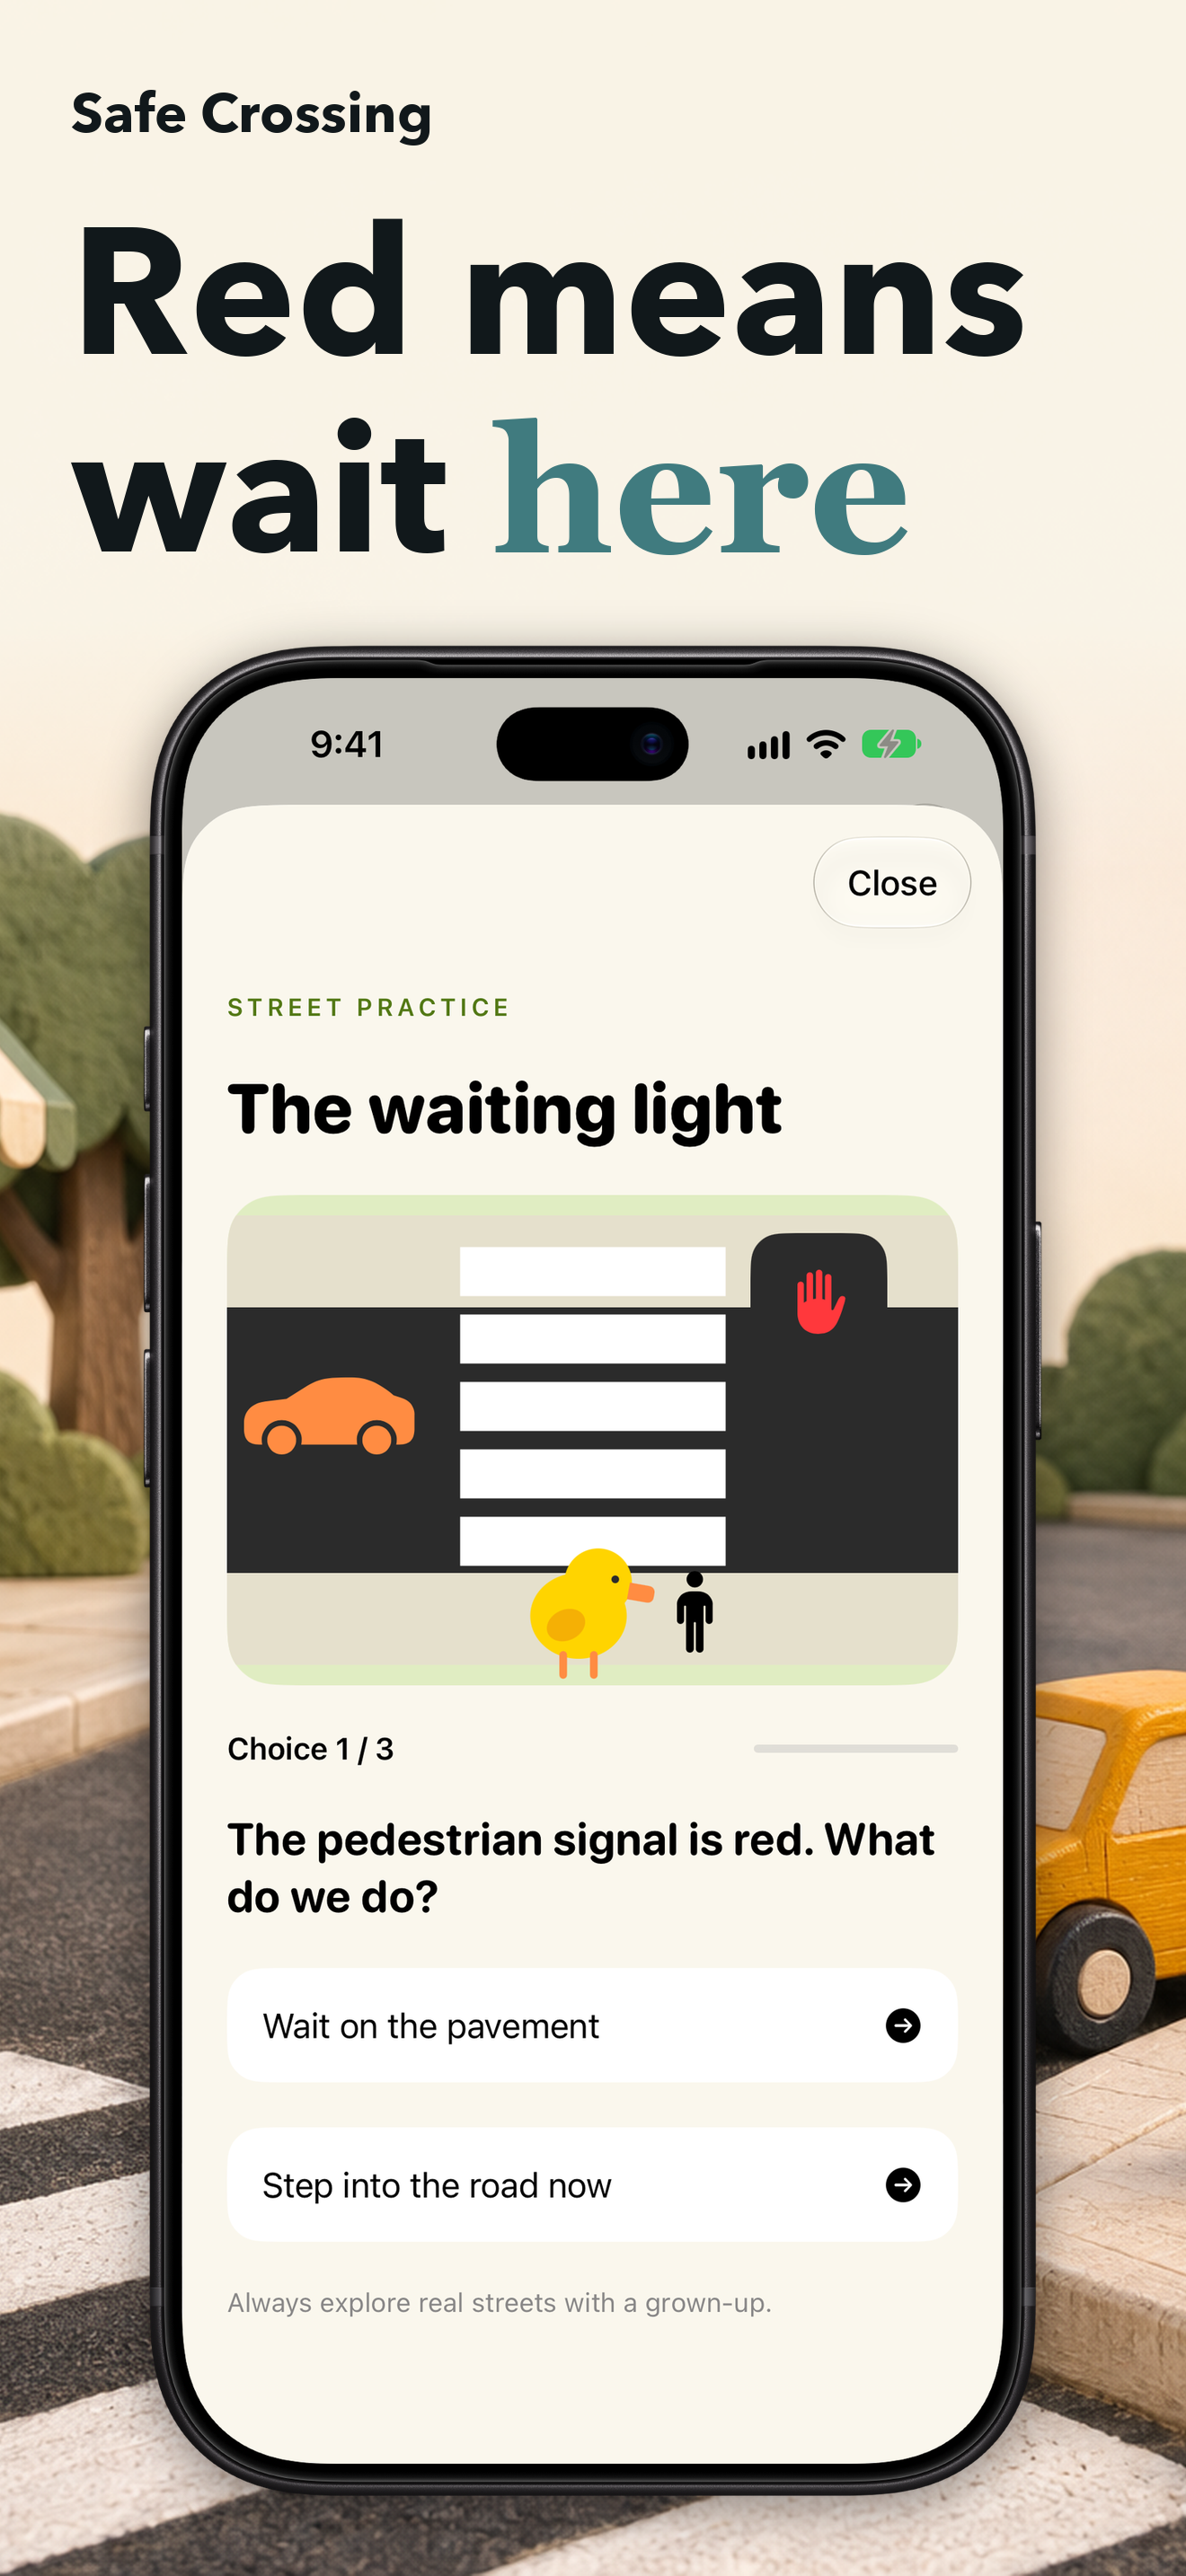 Safe Crossing
Red means
wait here
9:41
Close
STREET PRACTICE
The waiting light
Choice 1 / 3
The pedestrian signal is red. What
do we do?
Wait on the pavement
Step into the road now
Always explore real streets with a grown-up.